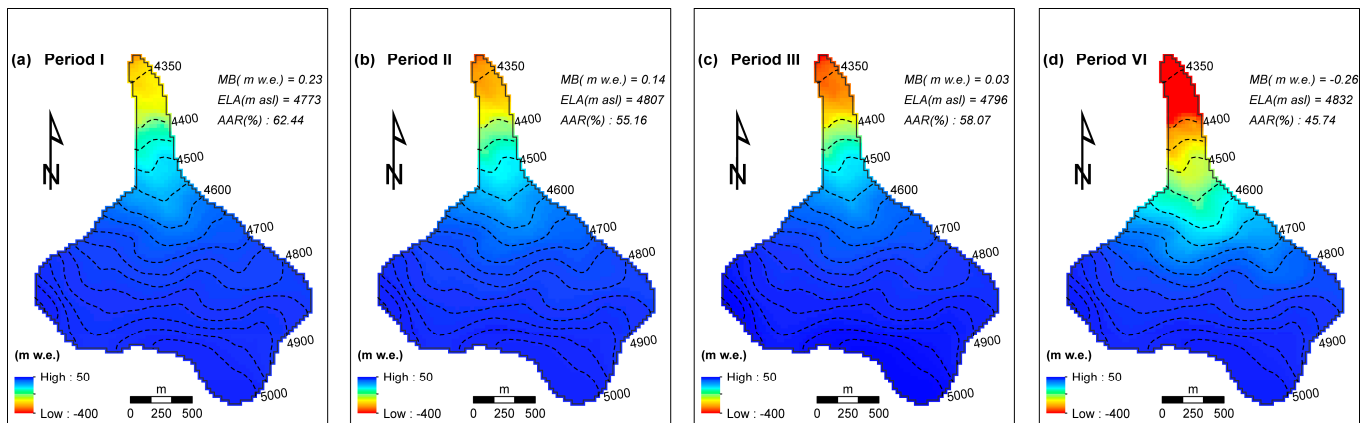 (a) Period I
MB( m w.e.) = 0.23
ELA(m asl) = 4773
AAR(%) : 62.44
4350
4400
4500
4600
4700
4800
4900
5000
N
(m w.e.)
High : 50
Low : -400
m
0 250 500
(b) Period II
MB( m w.e.) = 0.14
ELA(m asl) = 4807
AAR(%) : 55.16
4350
4400
4500
4600
4700
4800
4900
5000
N
(m w.e.)
High : 50
Low : -400
m
0 250 500
(c) Period III
MB( m w.e.) = 0.03
ELA(m asl) = 4796
AAR(%) : 58.07
4350
4400
4500
4600
4700
4800
4900
5000
N
(m w.e.)
High : 50
Low : -400
m
0 250 500
(d) Period VI
MB( m w.e.) = -0.26
ELA(m asl) = 4832
AAR(%) : 45.74
4350
4400
4500
4600
4700
4800
4900
5000
N
(m w.e.)
High : 50
Low : -400
m
0 250 500